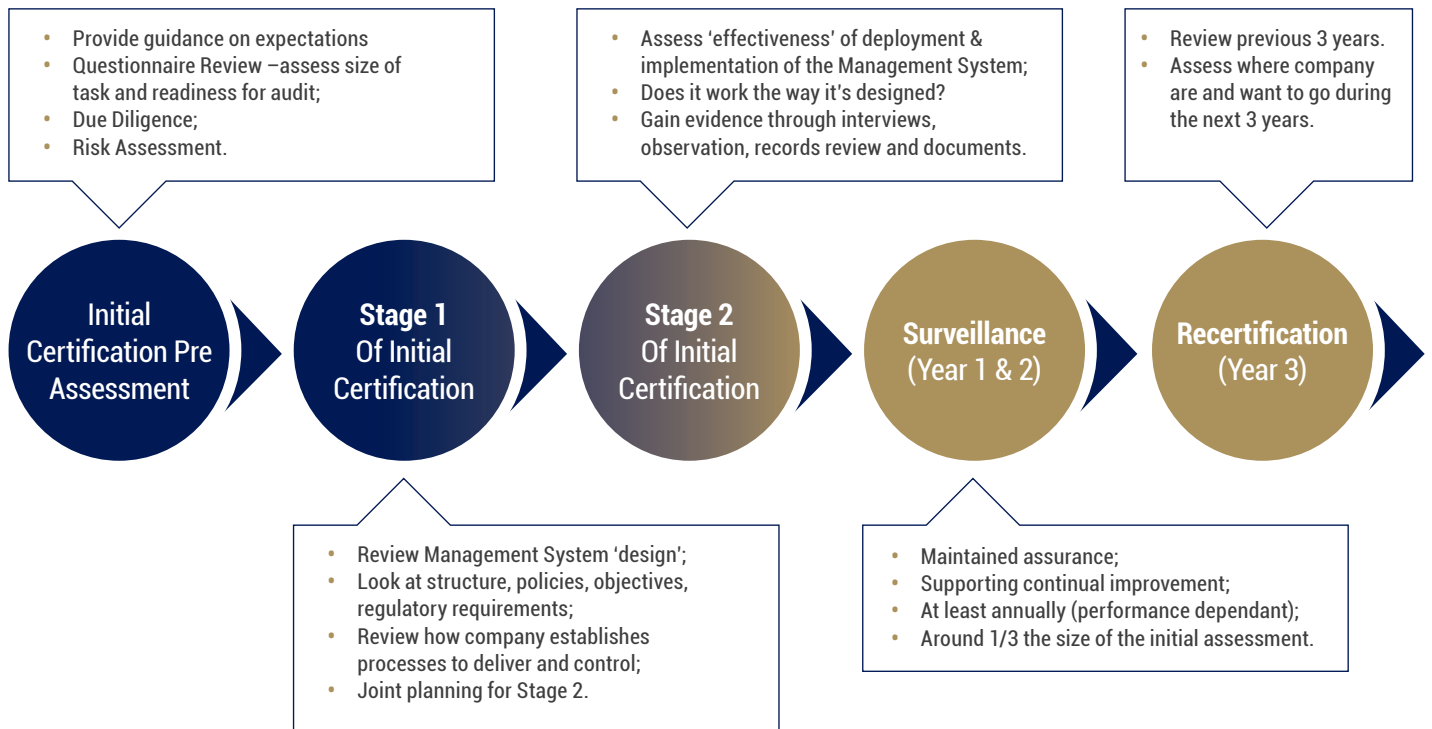 • Provide guidance on expectations
• Questionnaire Review –assess size of
task and readiness for audit;
• Due Diligence;
• Risk Assessment.
• Assess ‘effectiveness’ of deployment &
implementation of the Management System;
• Does it work the way it’s designed?
• Gain evidence through interviews,
observation, records review and documents.
• Review previous 3 years.
• Assess where company
are and want to go during
the next 3 years.
Initial
Certification Pre
Assessment
Stage 1
Of Initial
Certification
Stage 2
Of Initial
Certification
Surveillance
(Year 1 & 2)
Recertification
(Year 3)
• Review Management System ‘design’;
• Look at structure, policies, objectives,
regulatory requirements;
• Review how company establishes
processes to deliver and control;
• Joint planning for Stage 2.
• Maintained assurance;
• Supporting continual improvement;
• At least annually (performance dependant);
• Around 1/3 the size of the initial assessment.